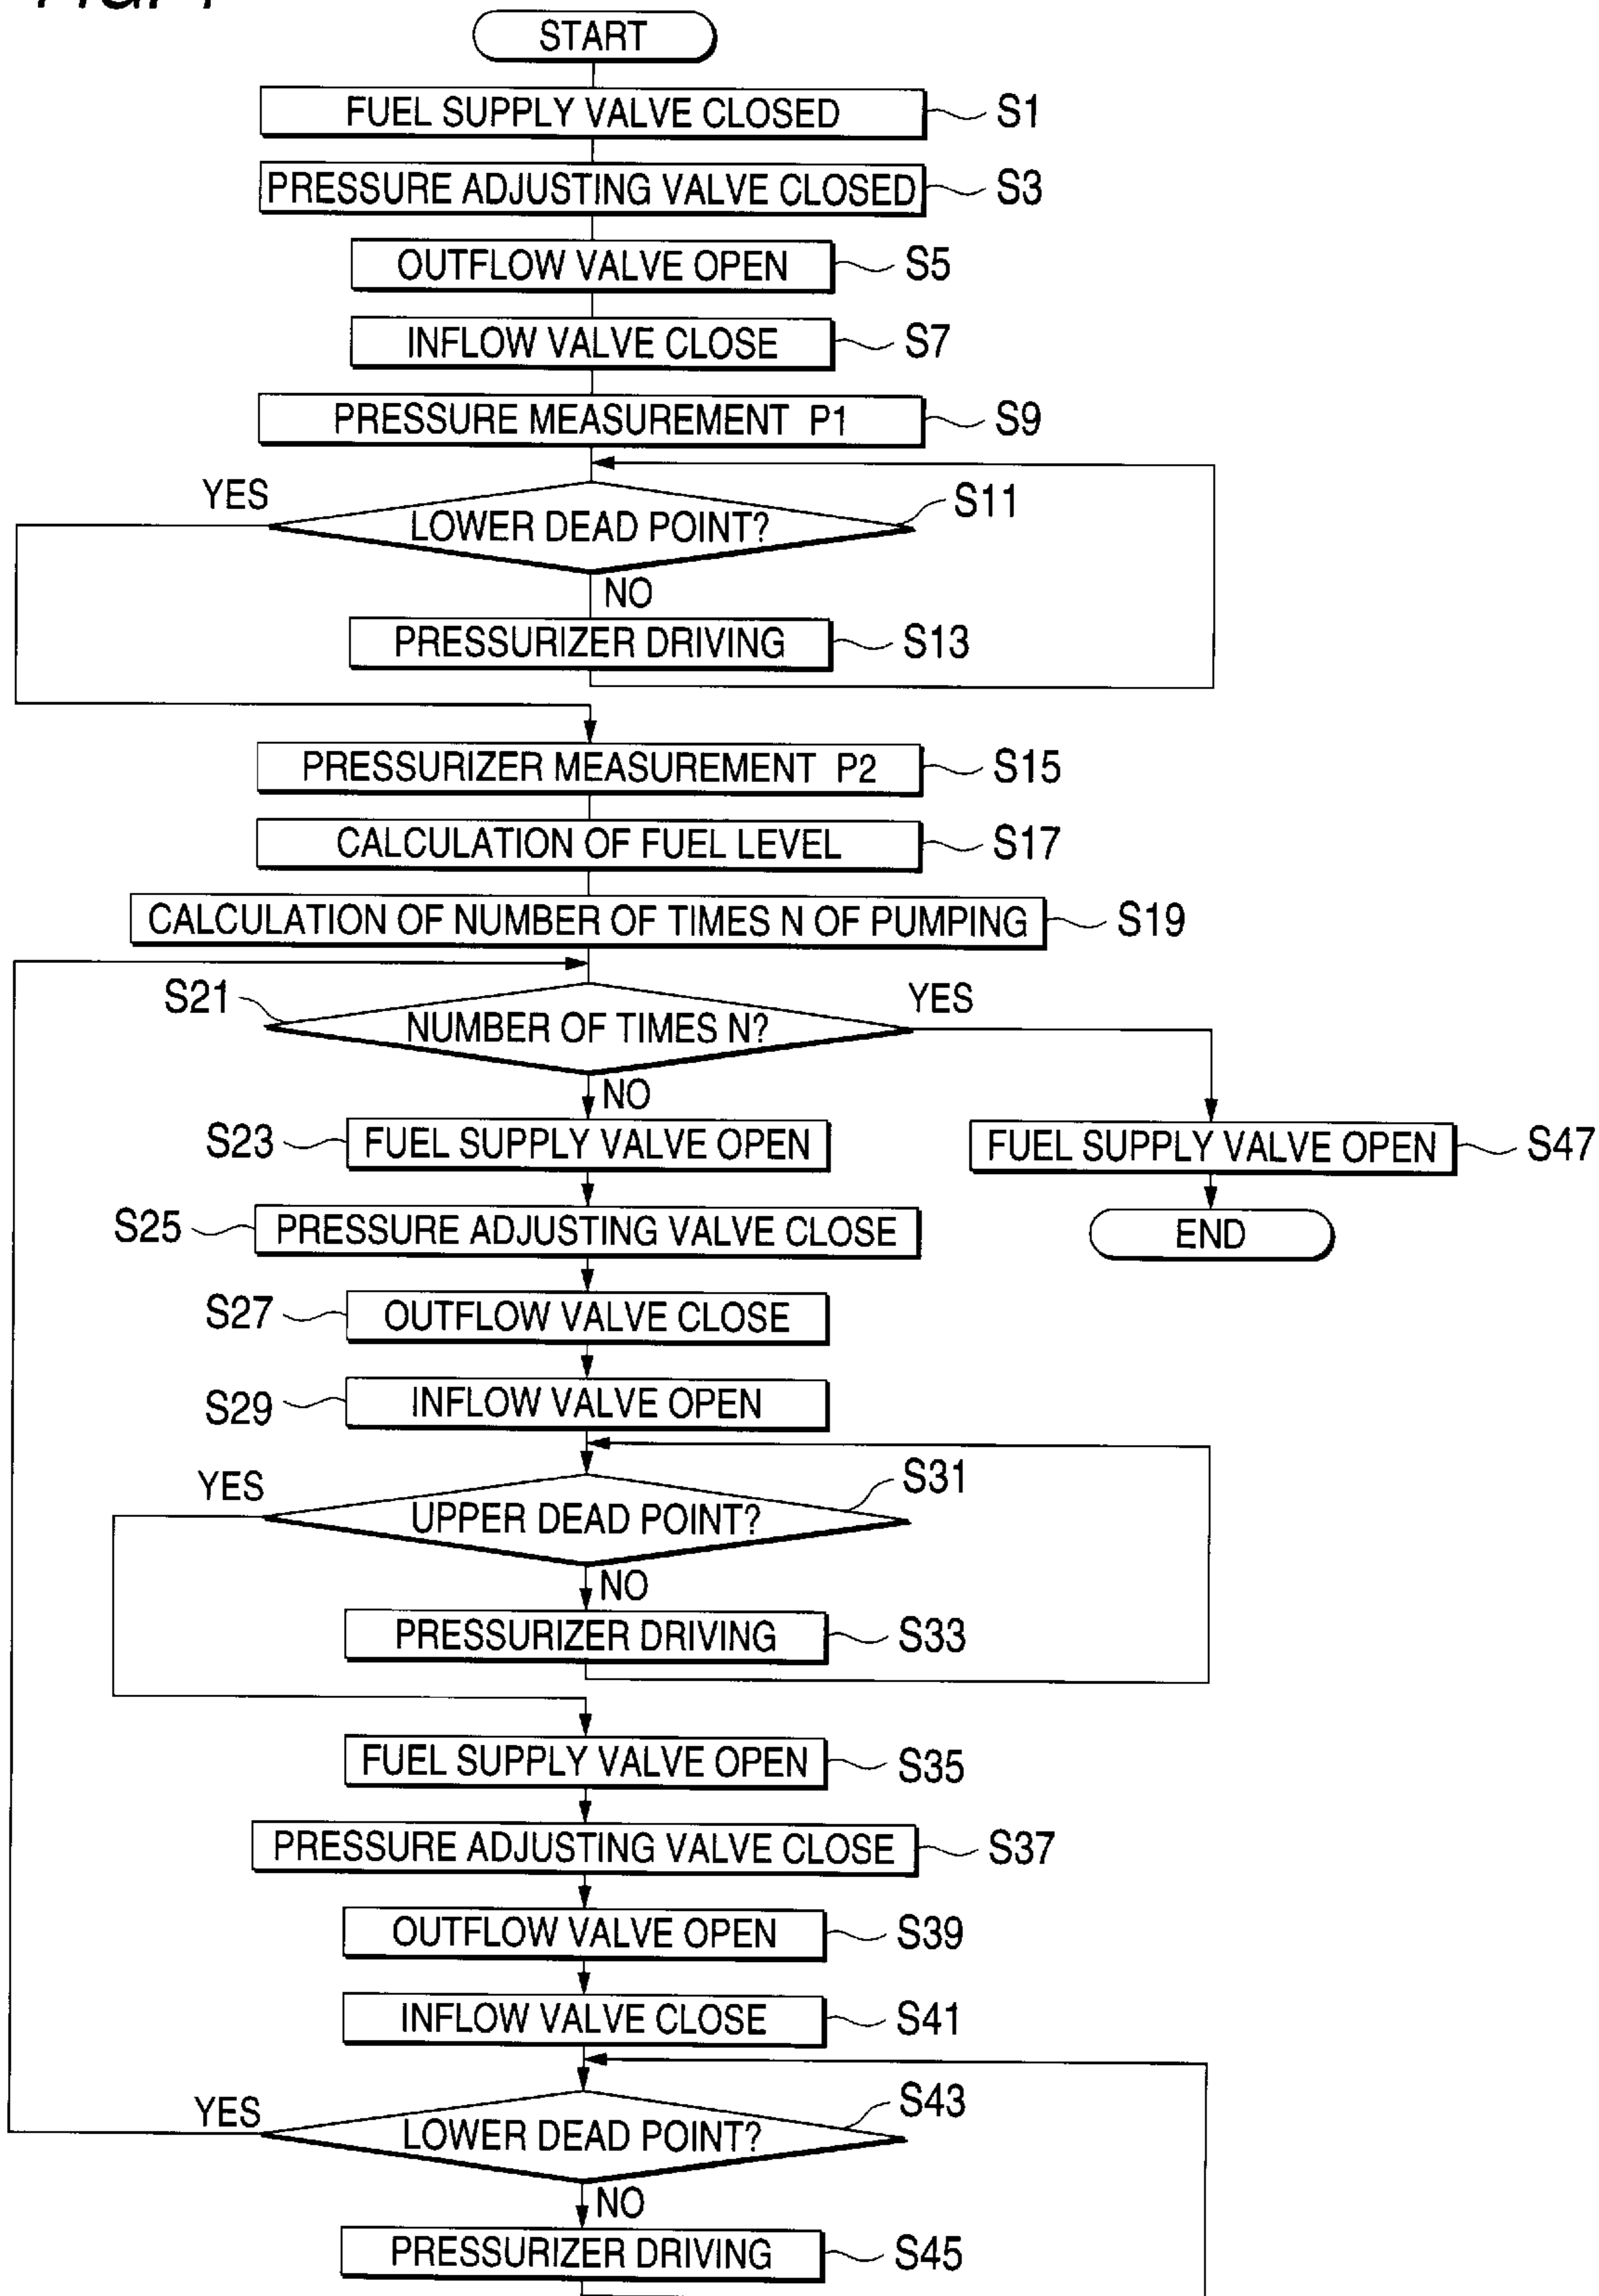 START
FUEL SUPPLY VALVE CLOSED
S1
PRESSURE ADJUSTING VALVE CLOSED
S3
OUTFLOW VALVE OPEN
S5
INFLOW VALVE CLOSE
S7
PRESSURE MEASUREMENT P1
S9
YES
LOWER DEAD POINT?
S11
NO
PRESSURIZER DRIVING
S13
PRESSURIZER MEASUREMENT P2
S15
CALCULATION OF FUEL LEVEL
S17
CALCULATION OF NUMBER OF TIMES N OF PUMPING
S19
S21
NUMBER OF TIMES N?
YES
NO
S23
FUEL SUPPLY VALVE OPEN
FUEL SUPPLY VALVE OPEN
S47
S25
PRESSURE ADJUSTING VALVE CLOSE
END
S27
OUTFLOW VALVE CLOSE
S29
INFLOW VALVE OPEN
YES
UPPER DEAD POINT?
S31
NO
PRESSURIZER DRIVING
S33
FUEL SUPPLY VALVE OPEN
S35
PRESSURE ADJUSTING VALVE CLOSE
S37
OUTFLOW VALVE OPEN
S39
INFLOW VALVE CLOSE
S41
YES
LOWER DEAD POINT?
S43
NO
PRESSURIZER DRIVING
S45